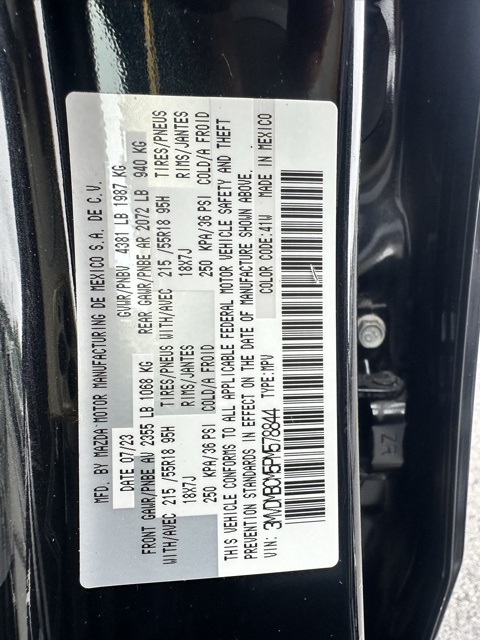 MFD. BY MAZDA MOTOR MANUFACTURING DE MEXICO S.A. DE C.V.
DATE 07/23 GVWR/PNBV 4381 LB 1987 KG
FRONT GAWR/PNBE AV 2355 LB 1068 KG REAR GAWR/PNBE AR 2072 LB 940 KG
WITH/AVEC 215 /55R18 95H TIRES/PNEUS WITH/AVEC 215 /55R18 95H TIRES/PNEUS
18X7J RIMS/JANTES 18X7J RIMS/JANTES
250 KPA/36 PSI COLD/A FROID 250 KPA/36 PSI COLD/A FROID
THIS VEHICLE CONFORMS TO ALL APPLICABLE FEDERAL MOTOR VEHICLE SAFETY AND THEFT
PREVENTION STANDARDS IN EFFECT ON THE DATE OF MANUFACTURE SHOWN ABOVE.
VIN: 3MVDMBCM5PM578844 TYPE:MPV COLOR CODE:41W MADE IN MEXICO